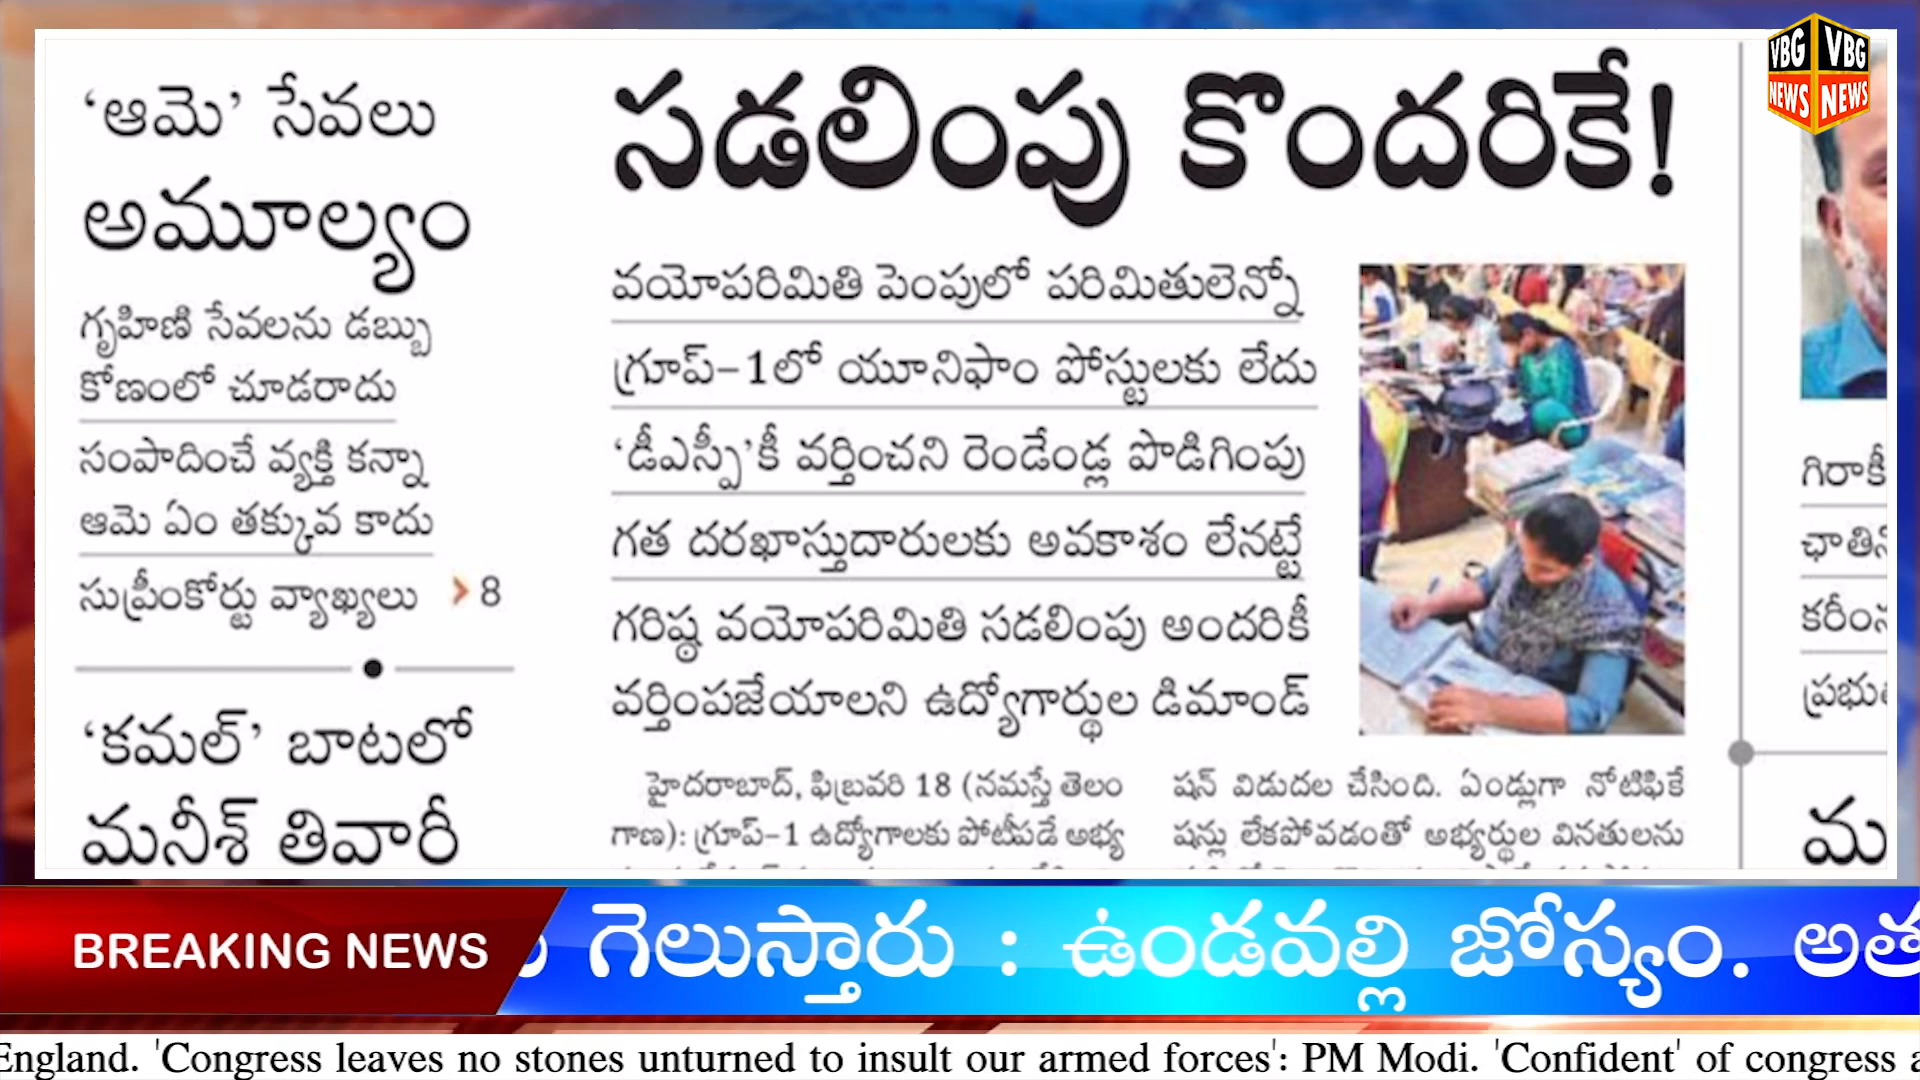 ‘ఆమె’ సేవలు
అమూల్యం
గృహిణి సేవలను డబ్బు
కోణంలో చూడరాదు
సంపాదించే వ్యక్తి కన్నా
ఆమె ఏం తక్కువ కాదు
సుప్రీంకోర్టు వ్యాఖ్యలు > 8
‘కమల్’ బాటలో
మనీశ్ తివారీ
సడలింపు కొందరికే!
వయోపరిమితి పెంపులో పరిమితులెన్నో
గ్రూప్-1లో యూనిఫాం పోస్టులకు లేదు
‘డీఎస్పీ’కీ వర్తించని రెండేండ్ల పొడిగింపు
గత దరఖాస్తుదారులకు అవకాశం లేనట్టే
గరిష్ఠ వయోపరిమితి సడలింపు అందరికీ
వర్తింపజేయాలని ఉద్యోగార్థుల డిమాండ్
హైదరాబాద్, ఫిబ్రవరి 18 (నమస్తే తెలం
గాణ): గ్రూప్-1 ఉద్యోగాలకు పోటీపడే అభ్య
షన్ విడుదల చేసింది. ఏండ్లుగా నోటిఫికే
షన్లు లేకపోవడంతో అభ్యర్థుల వినతులను
VBG VBG
NEWS NEWS
గిరాకీ
ఛాతి
కరీం
ప్రభు
మ
BREAKING NEWS
గెలుస్తారు : ఉండవల్లి జోస్యం. అత
England. 'Congress leaves no stones unturned to insult our armed forces': PM Modi. 'Confident' of congress a